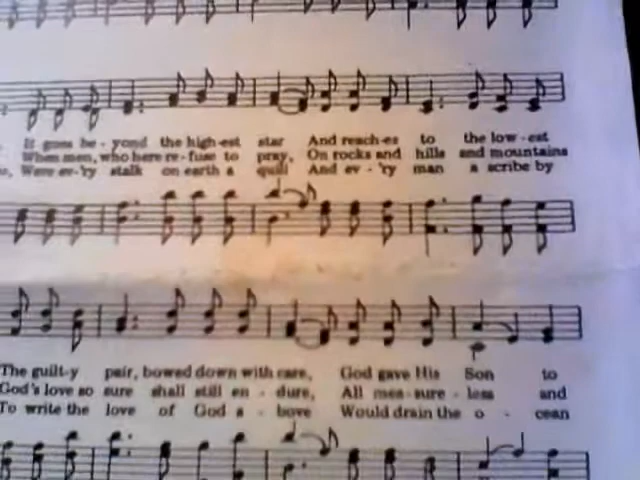 It goes be - yond the high-est star And reach-es to the low - est
When men, who here re - fuse to pray, On rocks and hills and mountains
Were ev-'ry stalk on earth a quill And ev - 'ry man a scribe by
The guilt-y pair, bowed down with care, God gave His Son to
God's love so sure shall still en - dure, All meas-ure - less and
To write the love of God a - bove Would drain the o - cean